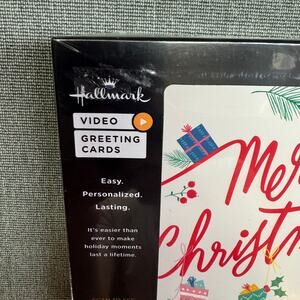 Hallmark
VIDEO
GREETING
CARDS
Easy.
Personalized.
Lasting.
It's easier than
ever to make
holiday moments
last a lifetime.
Merr
Christm